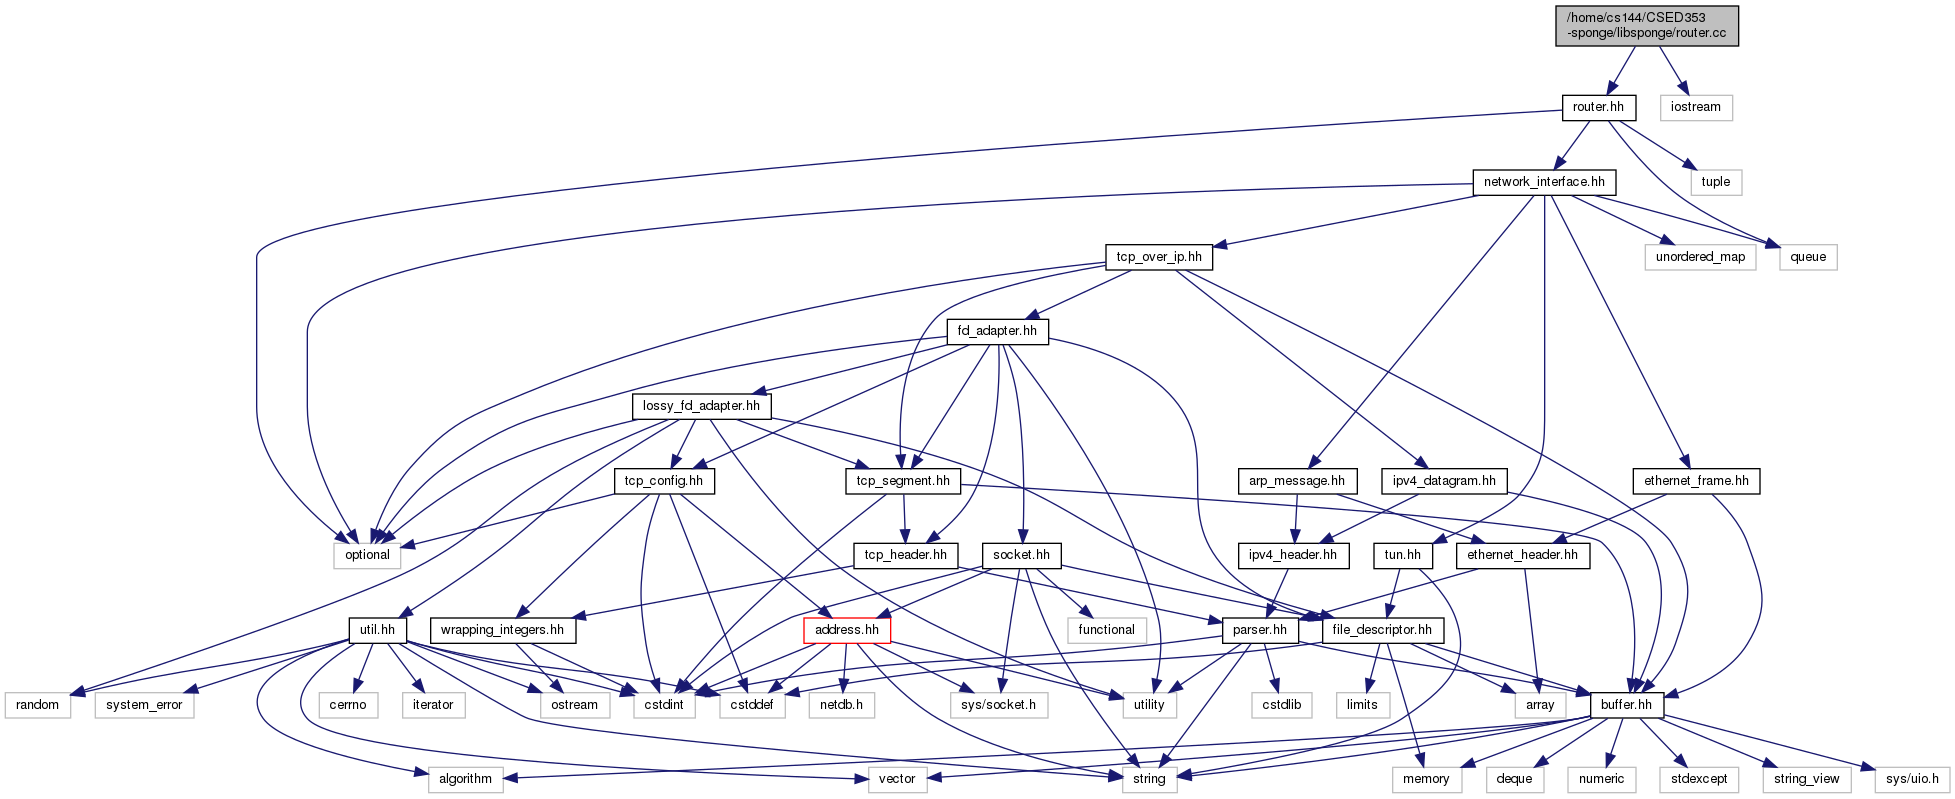 /home/cs144/CSED353
-sponge/libsponge/router.cc
router.hh
iostream
network_interface.hh
tuple
tcp_over_ip.hh
unordered_map
queue
fd_adapter.hh
lossy_fd_adapter.hh
tcp_config.hh
tcp_segment.hh
arp_message.hh
ipv4_datagram.hh
ethernet_frame.hh
optional
tcp_header.hh
socket.hh
ipv4_header.hh
tun.hh
ethernet_header.hh
util.hh
wrapping_integers.hh
address.hh
functional
parser.hh
file_descriptor.hh
random
system_error
cerrno
iterator
ostream
cstdint
cstddef
netdb.h
sys/socket.h
utility
cstdlib
limits
array
buffer.hh
algorithm
vector
string
memory
deque
numeric
stdexcept
string_view
sys/uio.h